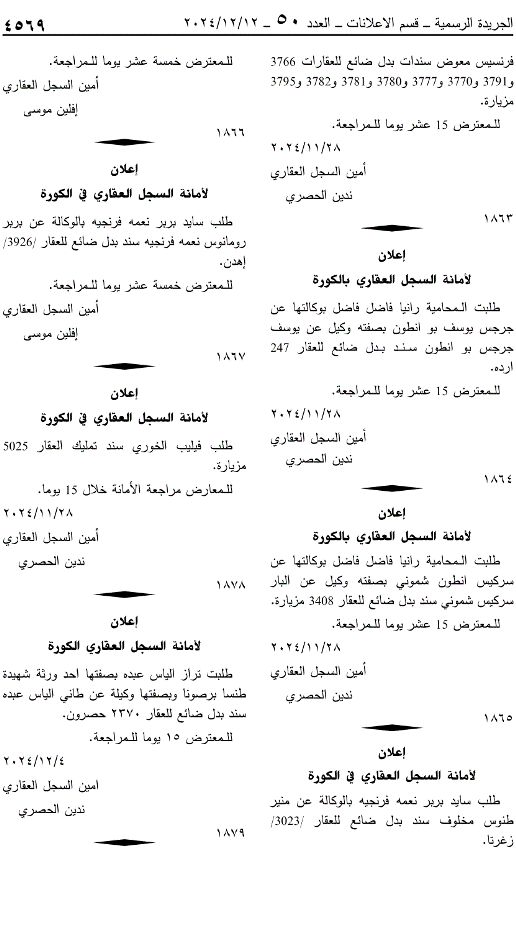 الجريدة الرسمية ـ قسم الاعلانات ـ العدد ٥٠ ـ ٢٠٢٤/١٢/١٢
٤٥٦٩
فرنسيس معوض سندات بدل ضائع للعقارات 3766
و3791 و3770 و3777 و3780 و3781 و3782 و3795
مزيارة.
للمعترض 15 عشر يوما للمراجعة.
٢٠٢٤/١١/٢٨
أمين السجل العقاري
ندين الحصري
١٨٦٣
إعلان
لأمانة السجل العقاري بالكورة
طلبت المحامية رانيا فاضل فاضل بوكالتها عن
جرجس يوسف بو انطون بصفته وكيل عن يوسف
جرجس بو انطون سند بدل ضائع للعقار 247
ارده.
للمعترض 15 عشر يوما للمراجعة.
٢٠٢٤/١١/٢٨
أمين السجل العقاري
ندين الحصري
١٨٦٤
إعلان
لأمانة السجل العقاري بالكورة
طلبت المحامية رانيا فاضل فاضل بوكالتها عن
سركيس انطون شموني بصفته وكيل عن البار
سركيس شموني سند بدل ضائع للعقار 3408 مزيارة.
للمعترض 15 عشر يوما للمراجعة.
٢٠٢٤/١١/٢٨
أمين السجل العقاري
ندين الحصري
١٨٦٥
إعلان
لأمانة السجل العقاري في الكورة
طلب سايد بربر نعمه فرنجيه بالوكالة عن منير
طنوس مخلوف سند بدل ضائع للعقار /3023/
زغرتا.
للمعترض خمسة عشر يوما للمراجعة.
أمين السجل العقاري
إفلين موسى
١٨٦٦
إعلان
لأمانة السجل العقاري في الكورة
طلب سايد بربر نعمه فرنجيه بالوكالة عن بربر
رومانوس نعمه فرنجيه سند بدل ضائع للعقار /3926/
إهدن.
للمعترض خمسة عشر يوما للمراجعة.
أمين السجل العقاري
إفلين موسى
١٨٦٧
إعلان
لأمانة السجل العقاري في الكورة
طلب فيليب الخوري سند تمليك العقار 5025
مزيارة.
للمعارض مراجعة الأمانة خلال 15 يوما.
٢٠٢٤/١١/٢٨
أمين السجل العقاري
ندين الحصري
١٨٧٨
إعلان
لأمانة السجل العقاري الكورة
طلبت تراز الياس عبده بصفتها احد ورثة شهيدة
طنسا برصونا وبصفتها وكيلة عن طاني الياس عبده
سند بدل ضائع للعقار ٢٣٧٠ حصرون.
للمعترض ١٥ يوما للمراجعة.
٢٠٢٤/١٢/٤
امين السجل العقاري
ندين الحصري
١٨٧٩